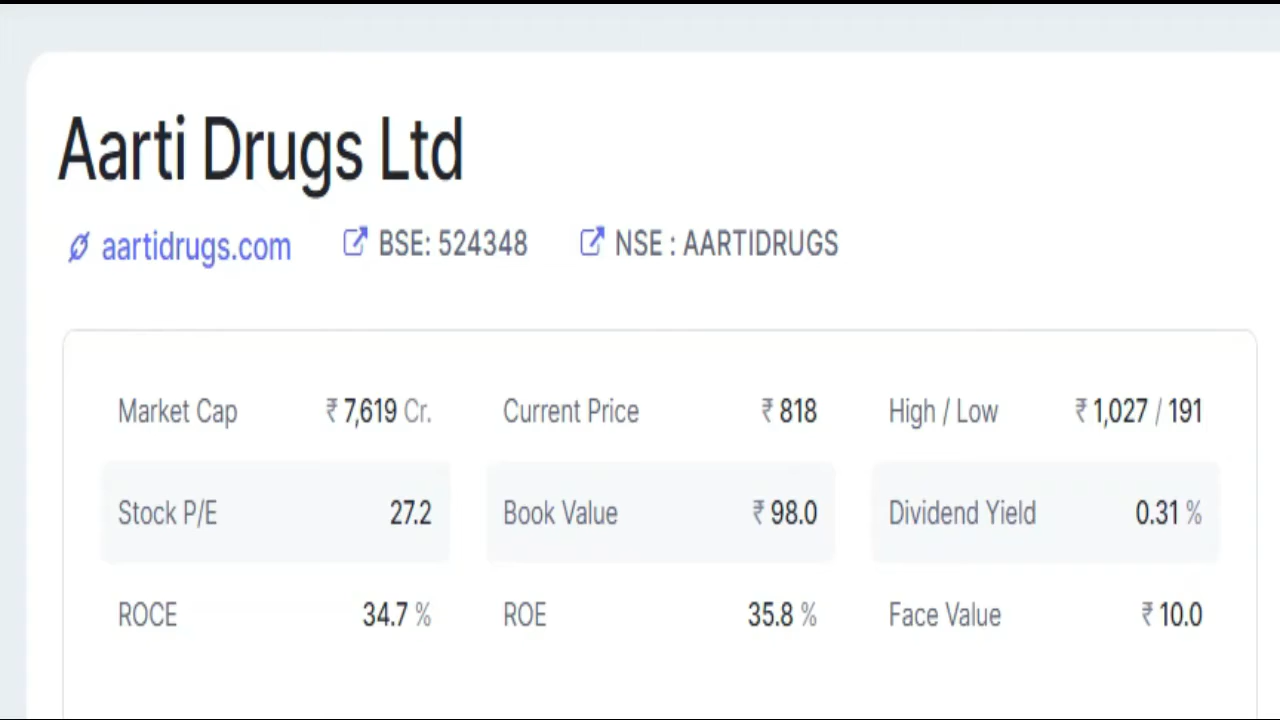 Aarti Drugs Ltd
aartidrugs.com BSE: 524348 NSE : AARTIDRUGS
Market Cap ₹ 7,619 Cr. Current Price ₹ 818 High / Low ₹ 1,027 / 191
Stock P/E 27.2 Book Value ₹ 98.0 Dividend Yield 0.31 %
ROCE 34.7 % ROE 35.8 % Face Value ₹ 10.0